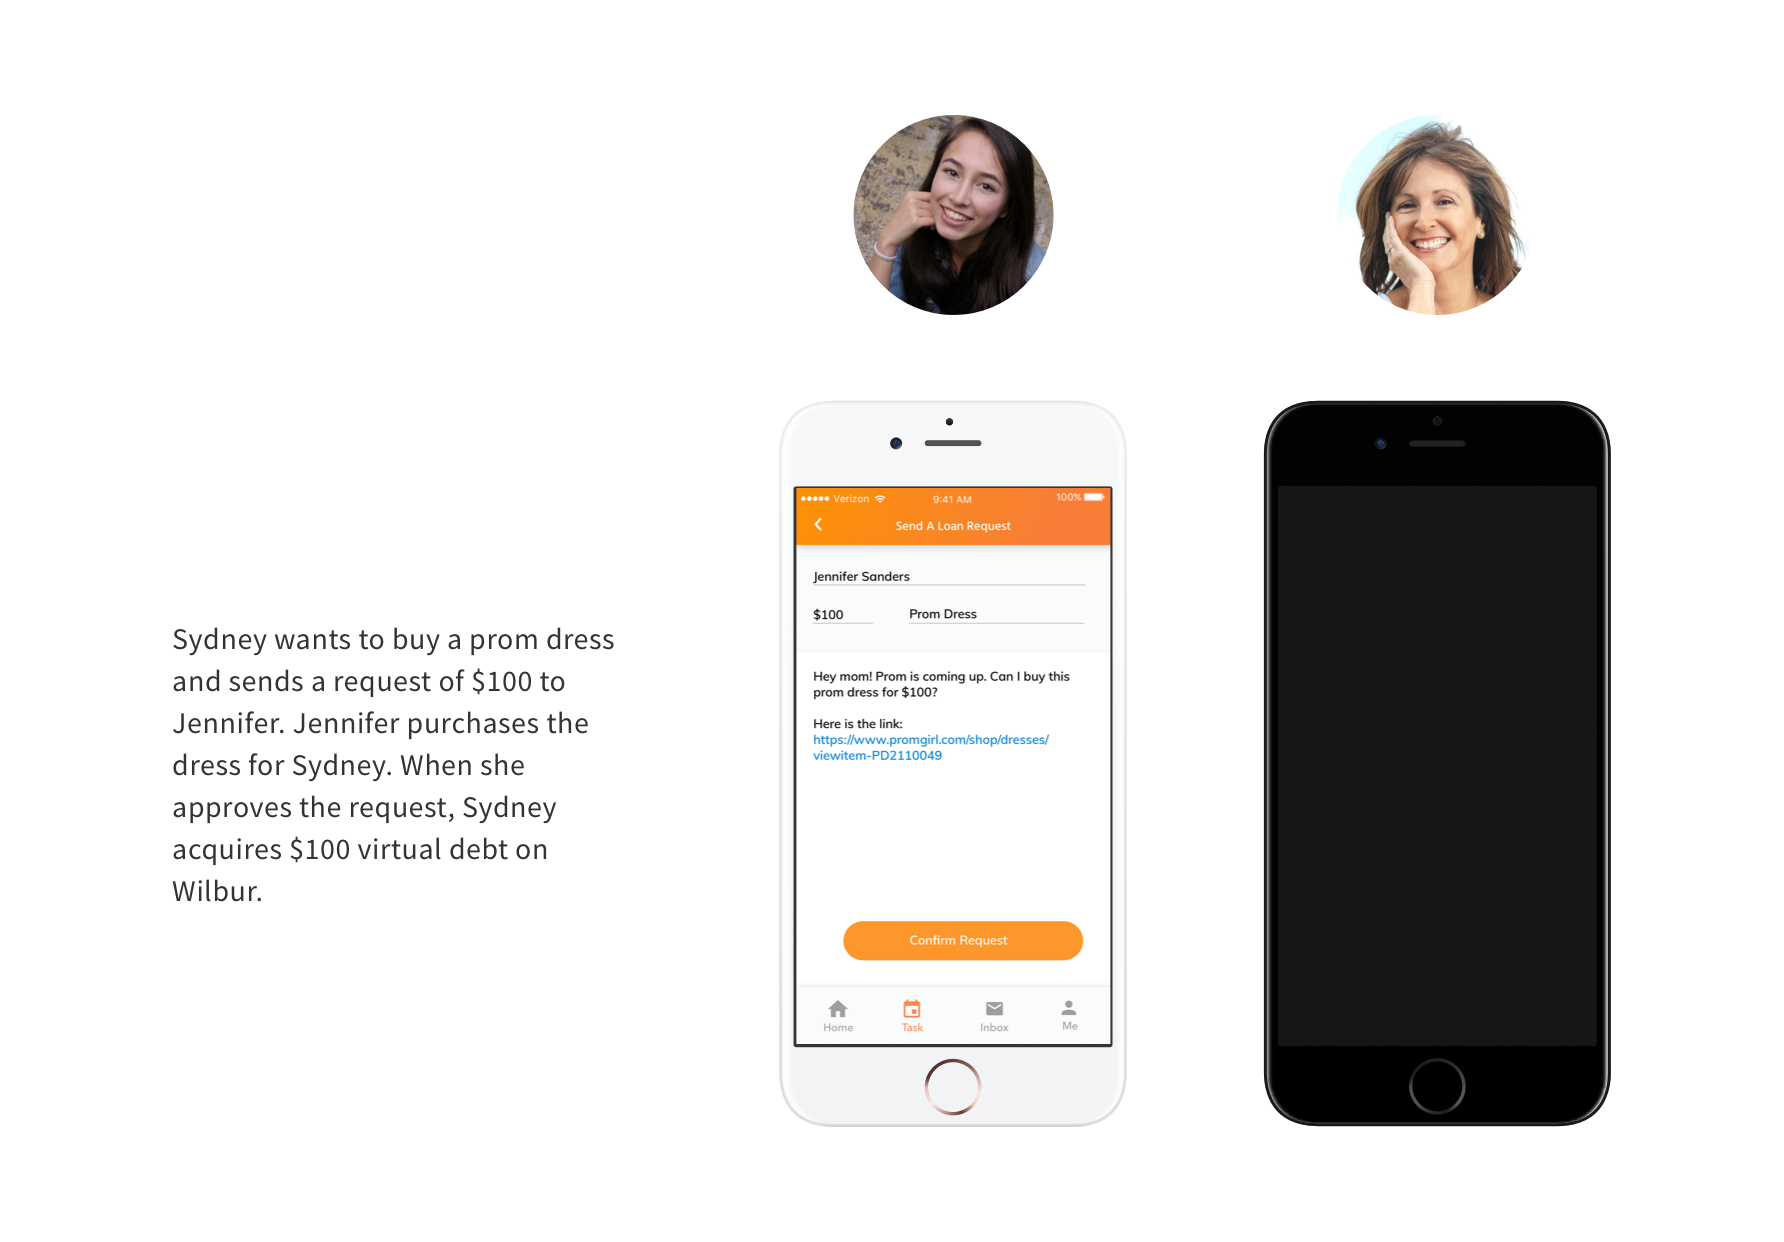 Sydney wants to buy a prom dress
and sends a request of $100 to
Jennifer. Jennifer purchases the
dress for Sydney. When she
approves the request, Sydney
acquires $100 virtual debt on
Wilbur.
Verizon 9:41 AM 100%
Send A Loan Request
Jennifer Sanders
$100 Prom Dress
Hey mom! Prom is coming up. Can I buy this
prom dress for $100?
Here is the link:
https://www.promgirl.com/shop/dresses/
viewitem-PD2110049
Confirm Request
Home Task Inbox Me